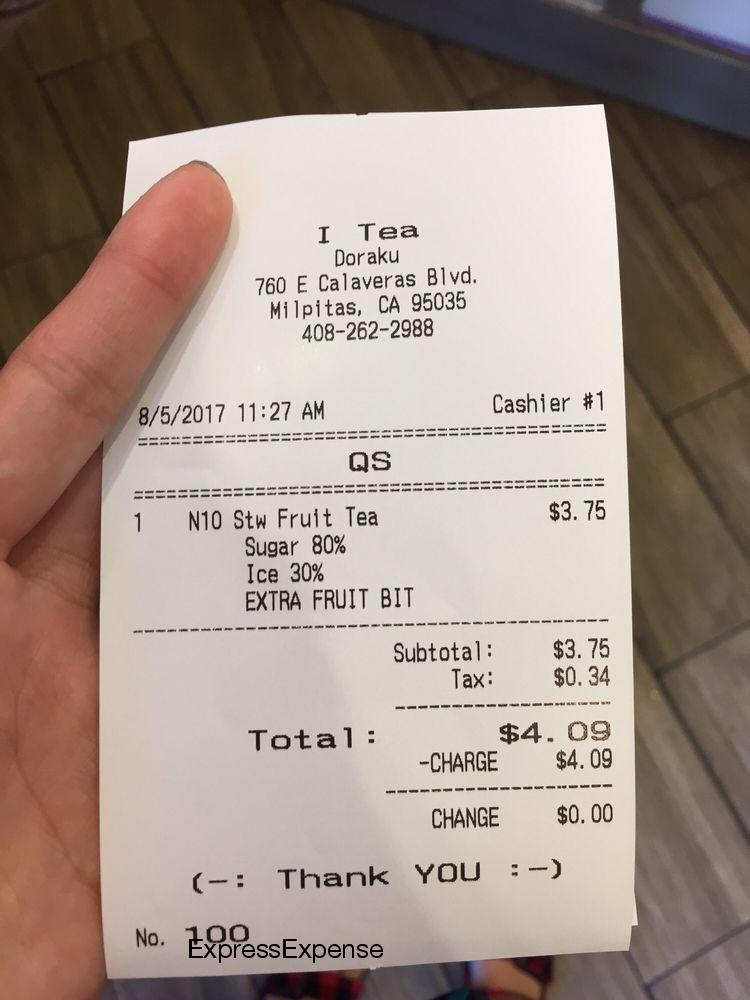 I Tea
Doraku
760 E Calaveras Blvd.
Milpitas, CA 95035
408-262-2988
8/5/2017 11:27 AM Cashier #1
QS
1 N10 Stw Fruit Tea $3.75
Sugar 80%
Ice 30%
EXTRA FRUIT BIT
Subtotal: $3.75
Tax: $0.34
Total: $4.09
-CHARGE $4.09
CHANGE $0.00
(-: Thank YOU :-)
No. 100
ExpressExpense